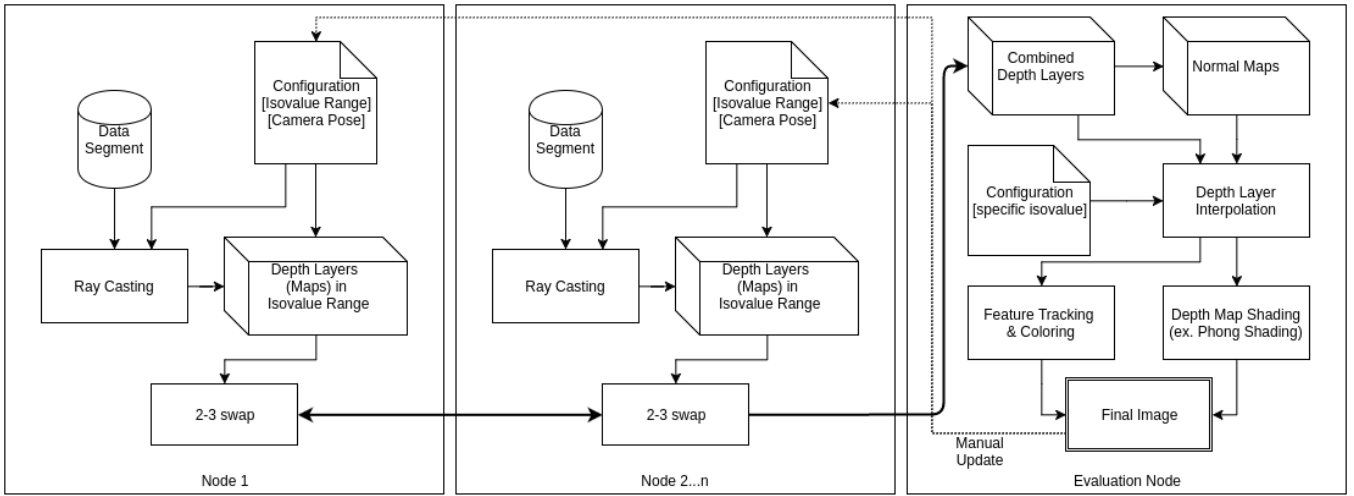 Configuration
[Isovalue Range]
[Camera Pose]
Data
Segment
Ray Casting
Depth Layers
(Maps) in
Isovalue Range
2-3 swap
Node 1
Configuration
[Isovalue Range]
[Camera Pose]
Data
Segment
Ray Casting
Depth Layers
(Maps) in
Isovalue Range
2-3 swap
Node 2...n
Combined
Depth Layers
Normal Maps
Configuration
[specific isovalue]
Depth Layer
Interpolation
Feature Tracking
& Coloring
Depth Map Shading
(ex. Phong Shading)
Final Image
Manual
Update
Evaluation Node